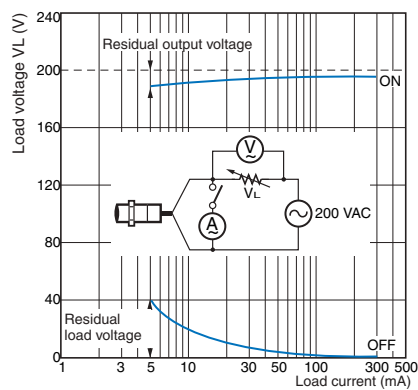 Load voltage VL (V)
240
200
160
120
80
40
0
Residual output voltage
ON
V
VL
A
200 VAC
Residual
load voltage
OFF
1 3 5 10 30 50 100 300 500
Load current (mA)